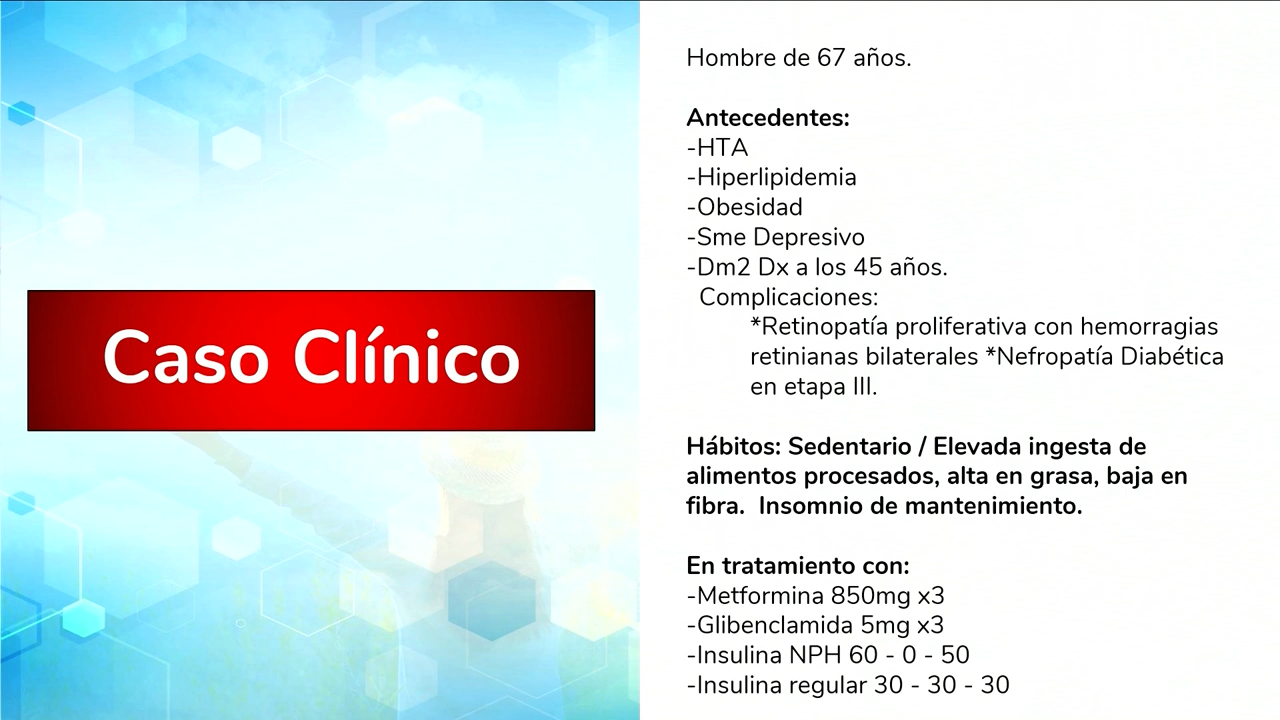 Caso Clínico
Hombre de 67 años.
Antecedentes:
-HTA
-Hiperlipidemia
-Obesidad
-Sme Depresivo
-Dm2 Dx a los 45 años.
Complicaciones:
*Retinopatía proliferativa con hemorragias
retinianas bilaterales *Nefropatía Diabética
en etapa III.
Hábitos: Sedentario / Elevada ingesta de
alimentos procesados, alta en grasa, baja en
fibra.  Insomnio de mantenimiento.
En tratamiento con:
-Metformina 850mg x3
-Glibenclamida 5mg x3
-Insulina NPH 60 - 0 - 50
-Insulina regular 30 - 30 - 30